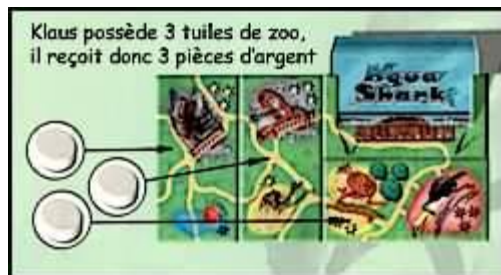 Klaus possède 3 tuiles de zoo,
il reçoit donc 3 pièces d'argent
Aqua
Shark